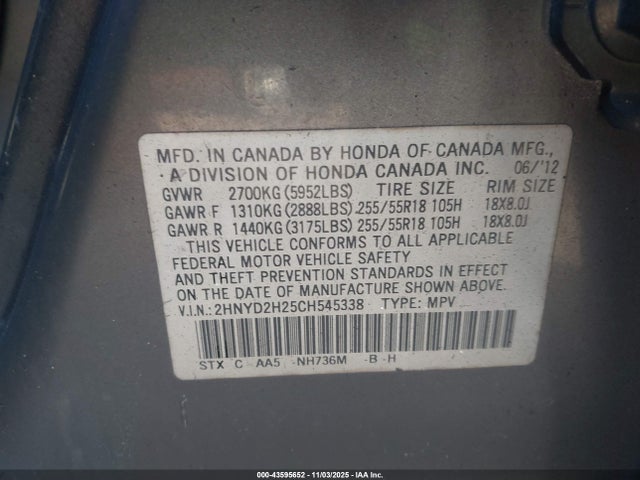 MFD. IN CANADA BY HONDA OF CANADA MFG.,
A DIVISION OF HONDA CANADA INC. 06/'12
GVWR 2700KG (5952LBS) TIRE SIZE RIM SIZE
GAWR F 1310KG (2888LBS) 255/55R18 105H 18X8.0J
GAWR R 1440KG (3175LBS) 255/55R18 105H 18X8.0J
THIS VEHICLE CONFORMS TO ALL APPLICABLE
FEDERAL MOTOR VEHICLE SAFETY
AND THEFT PREVENTION STANDARDS IN EFFECT
ON THE DATE OF MANUFACTURE SHOWN ABOVE.
V.I.N.: 2HNYD2H25CH545338 TYPE: MPV
STX C AA5 NH736M B H
000-43595652 - 11/03/2025 - IAA Inc.